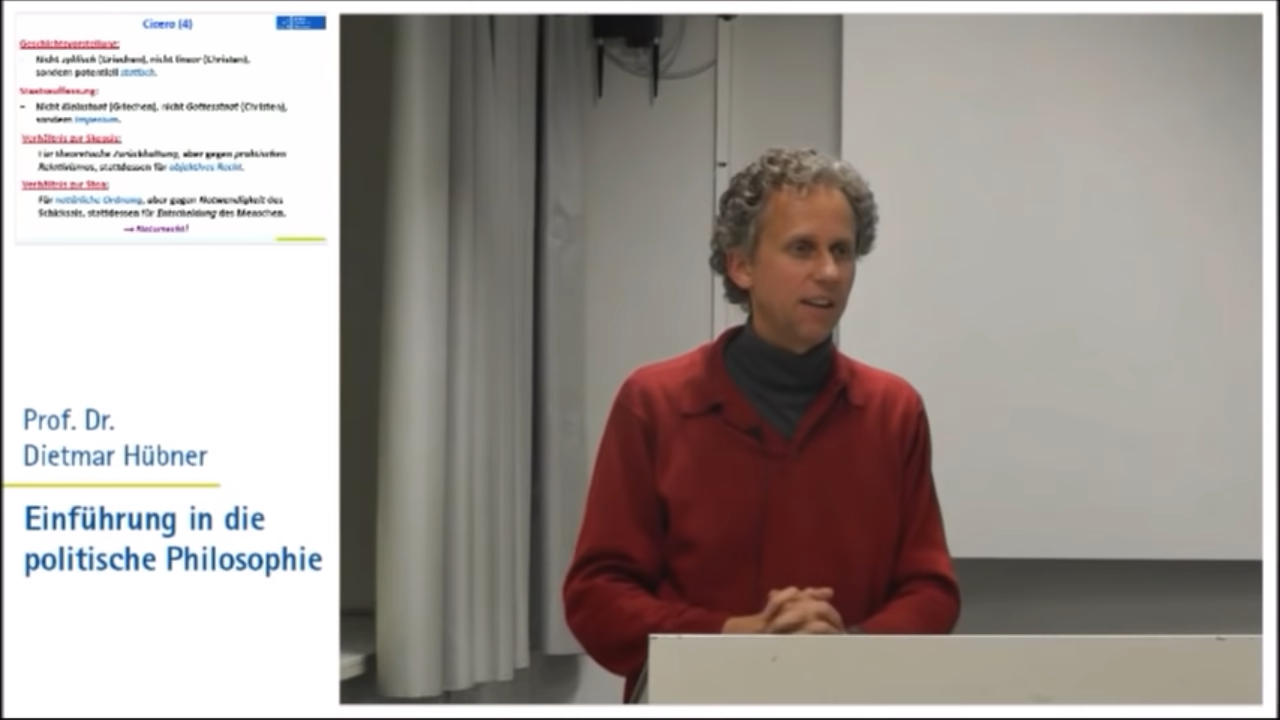 Cicero (4)
Geschichtsvorstellung:
Nicht zyklisch (Griechen), nicht linear (Christen),
sondern potentiell statisch.
Staatsauffassung:
- Nicht Kleinstaat (Griechen), nicht Gottesstaat (Christen),
sondern Imperium.
Verhältnis zur Skepsis:
Für theoretische Zurückhaltung, aber gegen praktischen
Relativismus, stattdessen für objektives Recht.
Verhältnis zur Stoa:
Für natürliche Ordnung, aber gegen Notwendigkeit des
Schicksals, stattdessen für Entscheidung des Menschen.
→ Naturrecht!
Prof. Dr.
Dietmar Hübner
Einführung in die
politische Philosophie